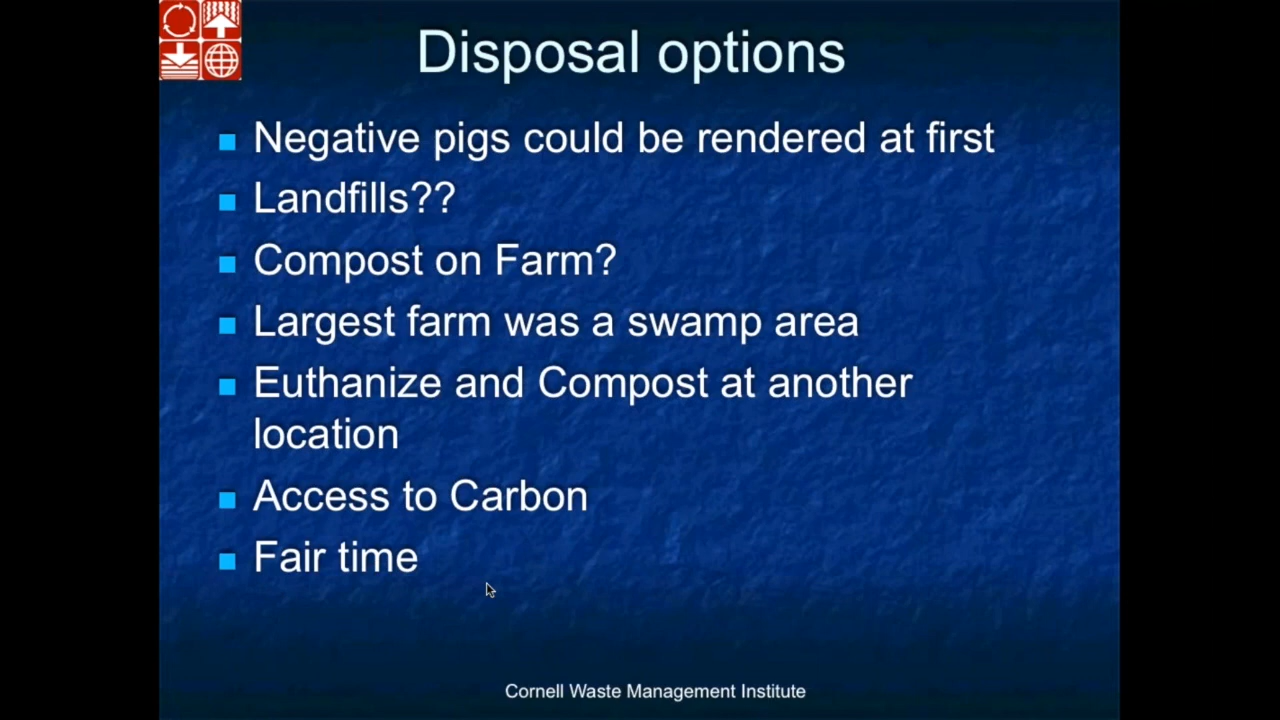 Disposal options
Negative pigs could be rendered at first
Landfills??
Compost on Farm?
Largest farm was a swamp area
Euthanize and Compost at another
location
Access to Carbon
Fair time
Cornell Waste Management Institute